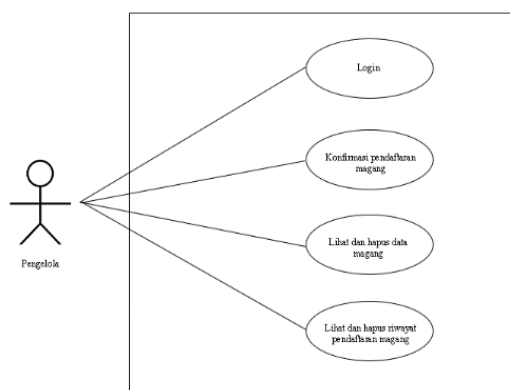 Login
Konfirmasi pendaftaran
magang
Lihat dan hapus data
magang
Lihat dan hapus riwayat
pendaftaran magang
Pengelola